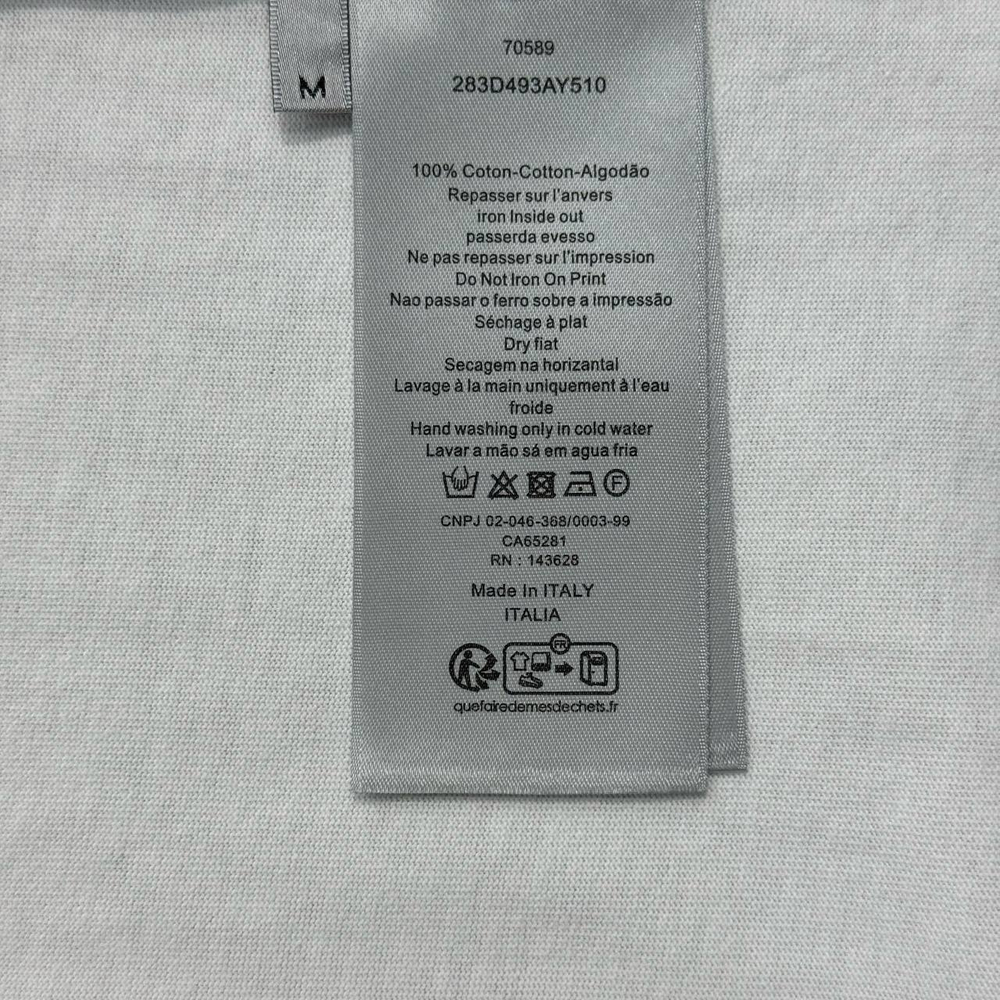 M
70589
283D493AY510
100% Coton-Cotton-Algodão
Repasser sur l'anvers
iron Inside out
passerda evesso
Ne pas repasser sur l'impression
Do Not Iron On Print
Nao passar o ferro sobre a impressão
Séchage à plat
Dry fiat
Secagem na horizantal
Lavage à la main uniquement à l'eau
froide
Hand washing only in cold water
Lavar a mão sá em agua fria
F
CNPJ 02-046-368/0003-99
CA65281
RN : 143628
Made In ITALY
ITALIA
FR
quefairedemesdechets.fr